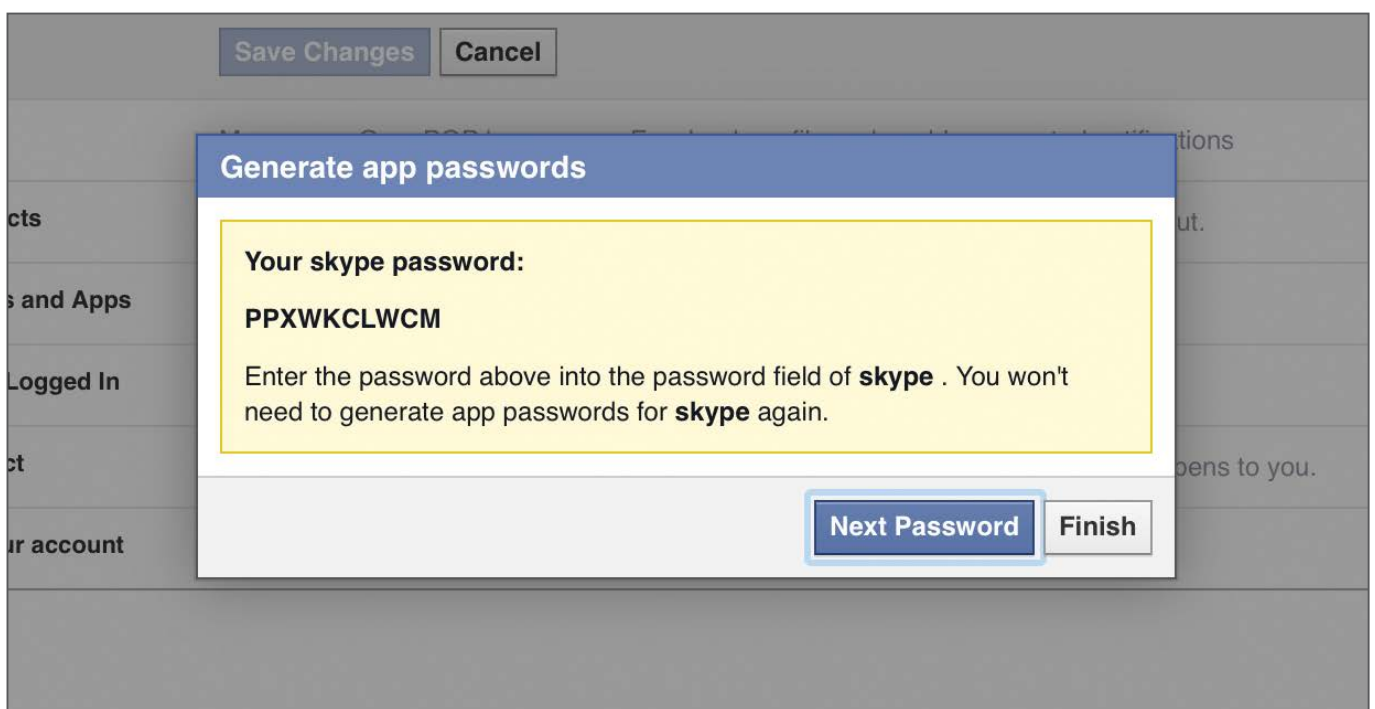 Save Changes Cancel
tions
Generate app passwords
cts
ut.
Your skype password:
s and Apps
PPXWKCLWCM
Logged In
Enter the password above into the password field of skype . You won't
need to generate app passwords for skype again.
ct
pens to you.
Next Password Finish
ur account